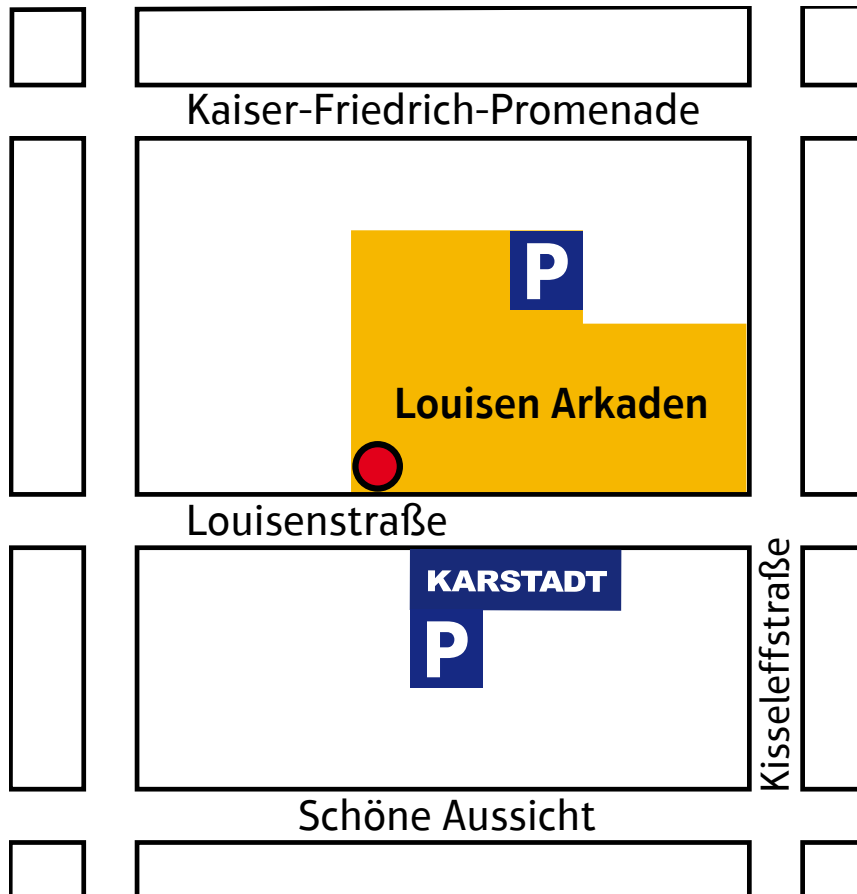 Kaiser-Friedrich-Promenade
P
Louisen Arkaden
Louisenstraße
KARSTADT
P
Kisseleffstraße
Schöne Aussicht